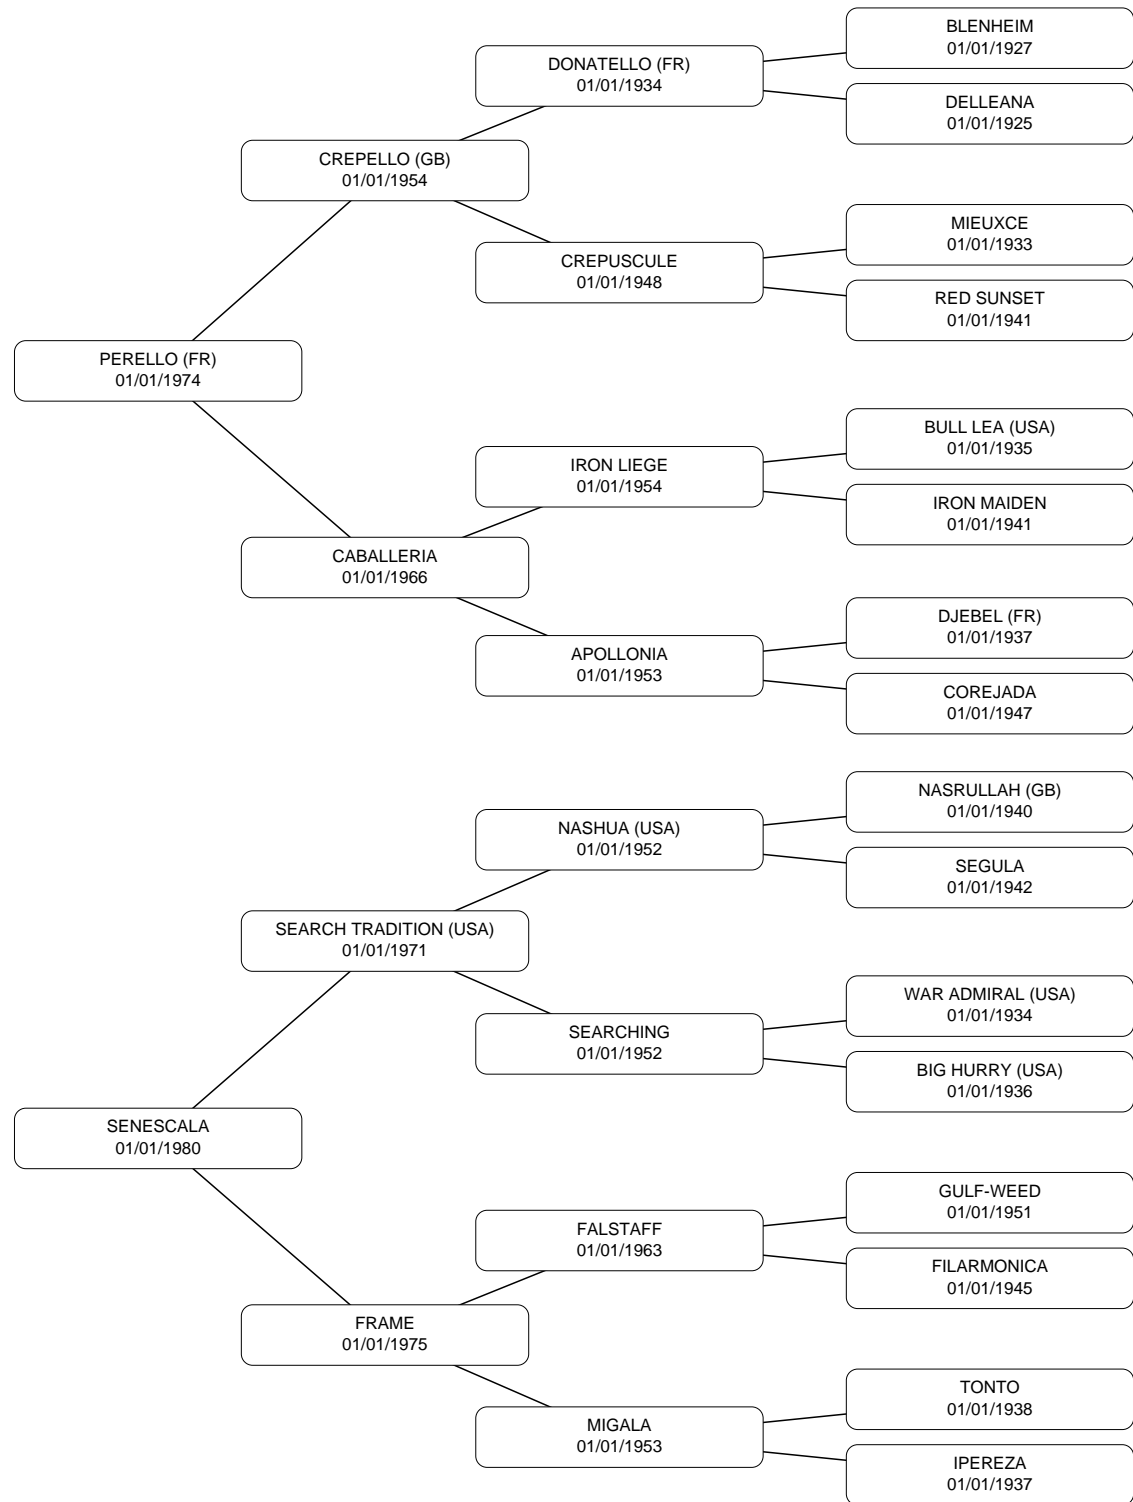 BLENHEIM
01/01/1927
DONATELLO (FR)
01/01/1934
DELLEANA
01/01/1925
CREPELLO (GB)
01/01/1954
MIEUXCE
01/01/1933
CREPUSCULE
01/01/1948
RED SUNSET
01/01/1941
PERELLO (FR)
01/01/1974
BULL LEA (USA)
01/01/1935
IRON LIEGE
01/01/1954
IRON MAIDEN
01/01/1941
CABALLERIA
01/01/1966
DJEBEL (FR)
01/01/1937
APOLLONIA
01/01/1953
COREJADA
01/01/1947
NASRULLAH (GB)
01/01/1940
NASHUA (USA)
01/01/1952
SEGULA
01/01/1942
SEARCH TRADITION (USA)
01/01/1971
WAR ADMIRAL (USA)
01/01/1934
SEARCHING
01/01/1952
BIG HURRY (USA)
01/01/1936
SENESCALA
01/01/1980
GULF-WEED
01/01/1951
FALSTAFF
01/01/1963
FILARMONICA
01/01/1945
FRAME
01/01/1975
TONTO
01/01/1938
MIGALA
01/01/1953
IPEREZA
01/01/1937